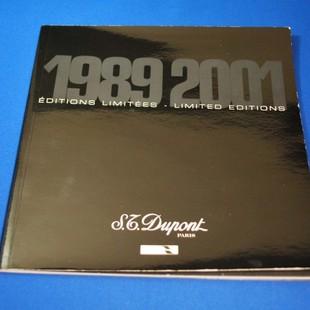 1989 2001
ÉDITIONS LIMITÉES - LIMITED EDITIONS
S.T. Dupont
PARIS